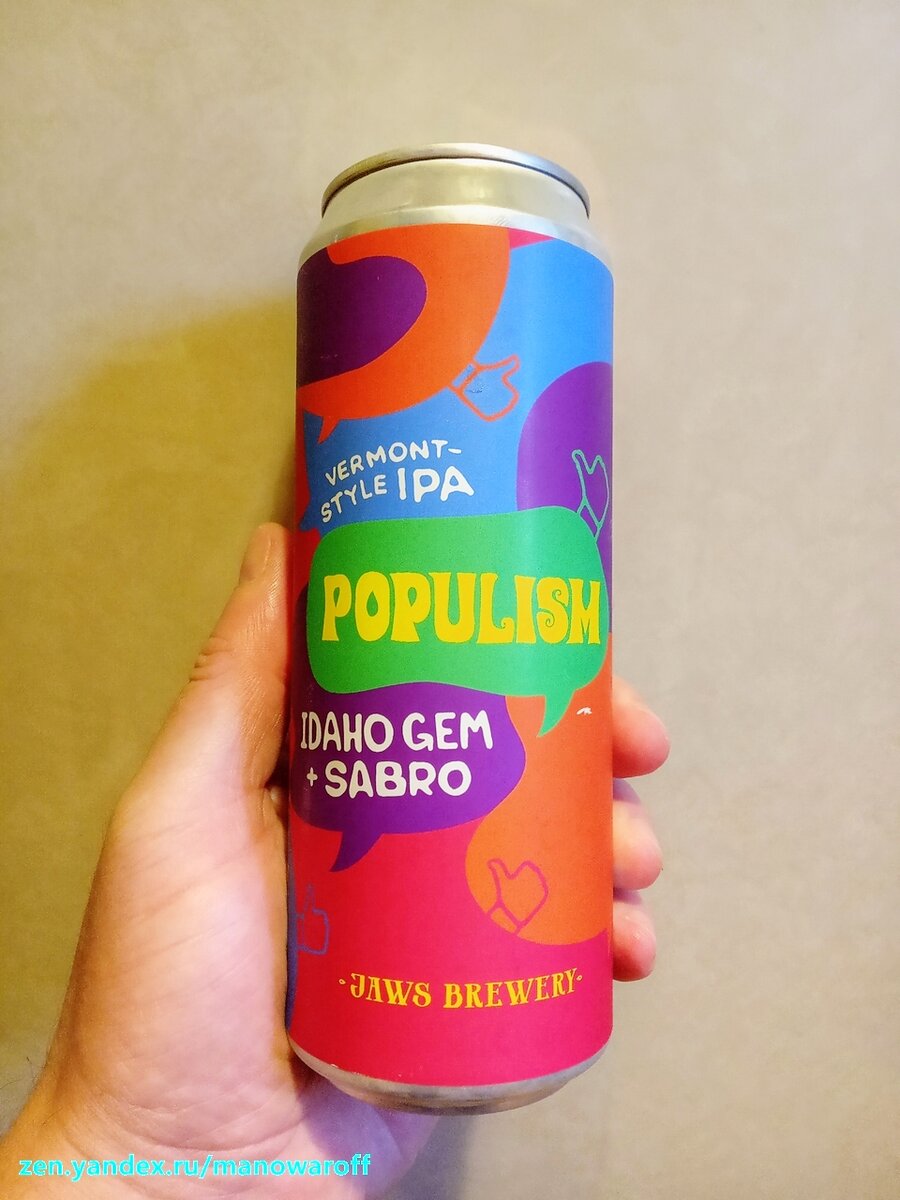 VERMONT-
STYLE IPA
POPULISM
IDAHO GEM
+ SABRO
·JAWS BREWERY·
zen.yandex.ru/manowaroff